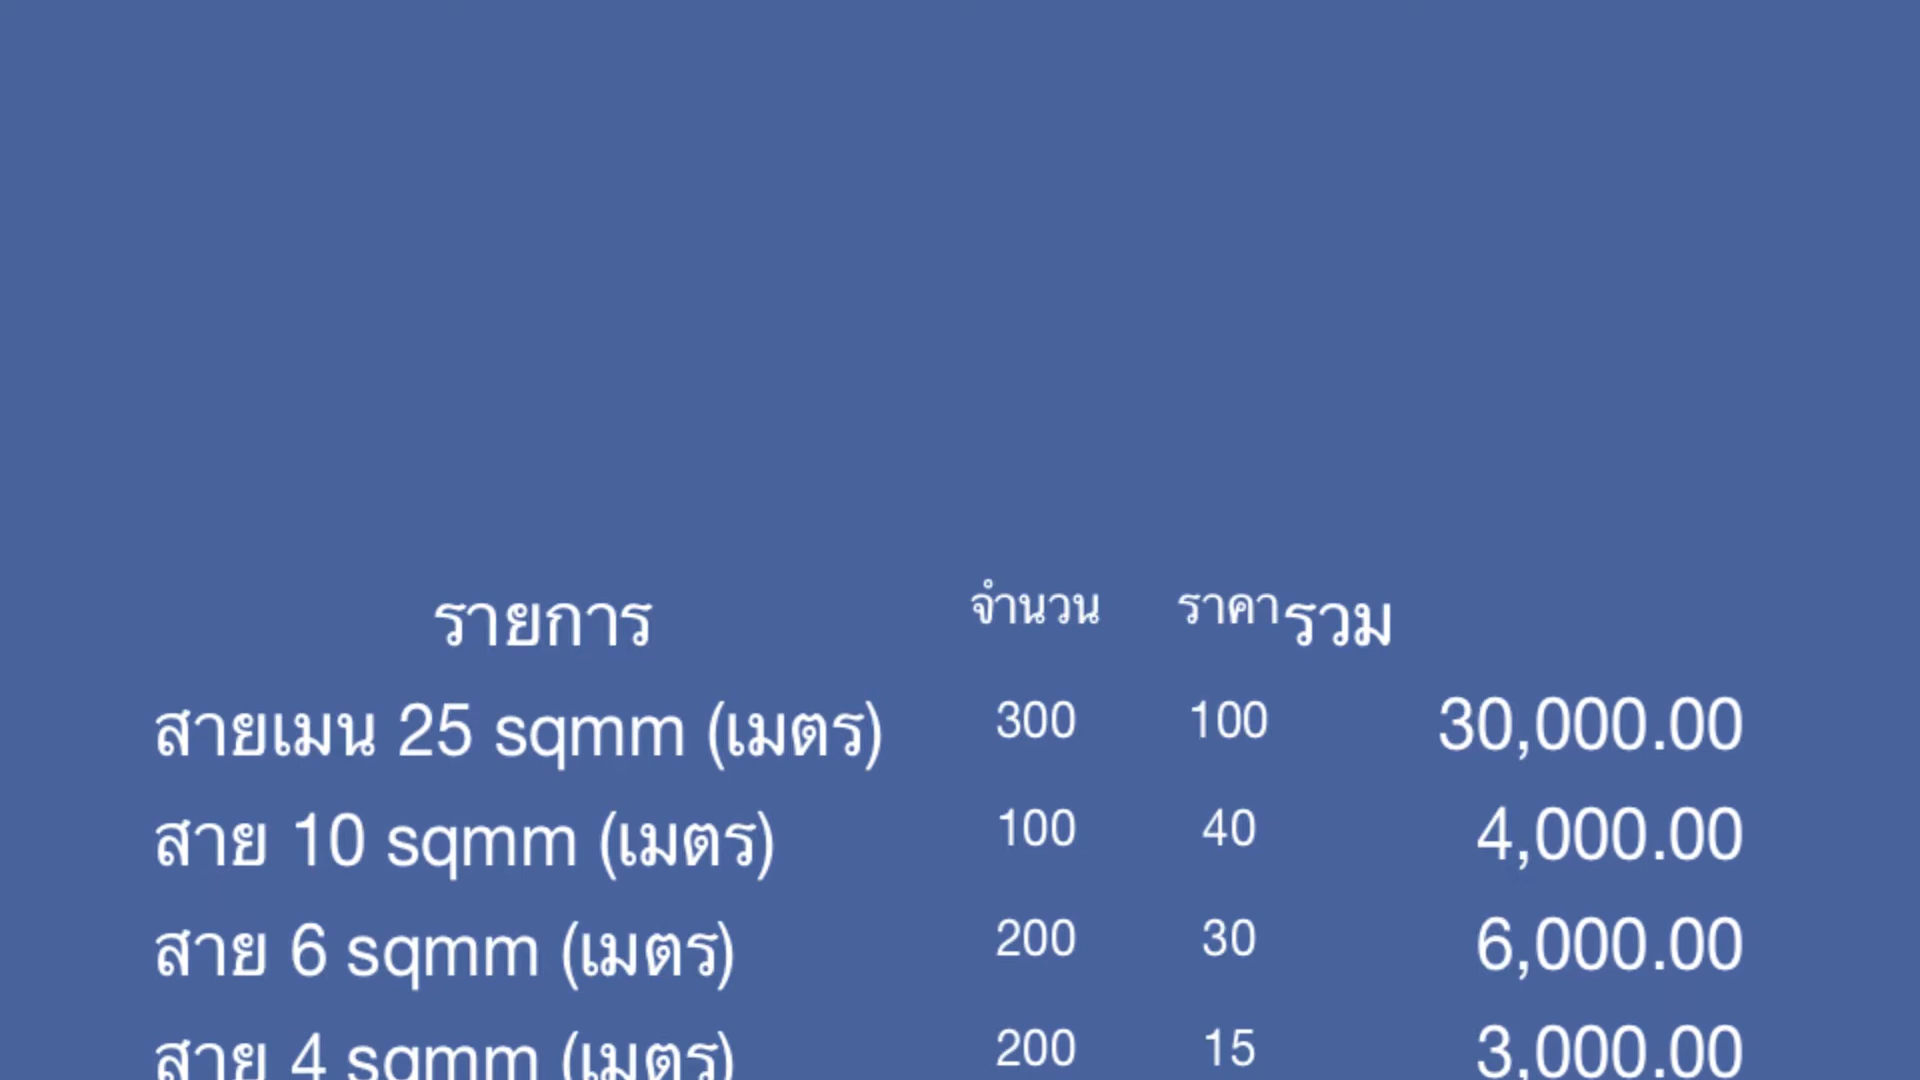 รายการ จำนวน ราคา รวม
สายเมน 25 sqmm (เมตร) 300 100 30,000.00
สาย 10 sqmm (เมตร) 100 40 4,000.00
สาย 6 sqmm (เมตร) 200 30 6,000.00
สาย 4 sqmm (เมตร) 200 15 3,000.00